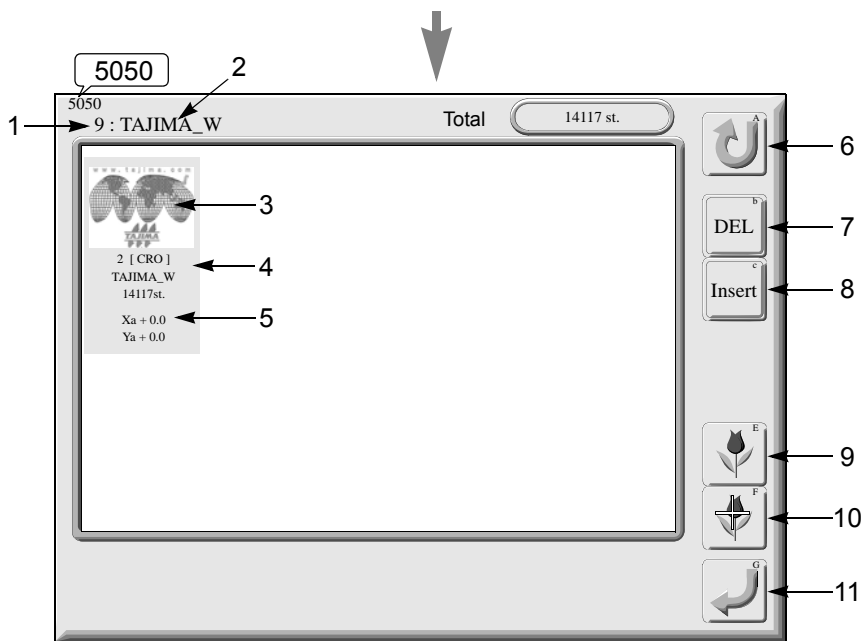 5050
2
5050
1
9 : TAJIMA_W
Total
14117 st.
A
6
www.tajima.com
3
TAJIMA
b
DEL
7
2 [ CRO ]
4
TAJIMA_W
14117st.
c
Insert
8
Xa + 0.0
5
Ya + 0.0
E
9
F
10
G
11